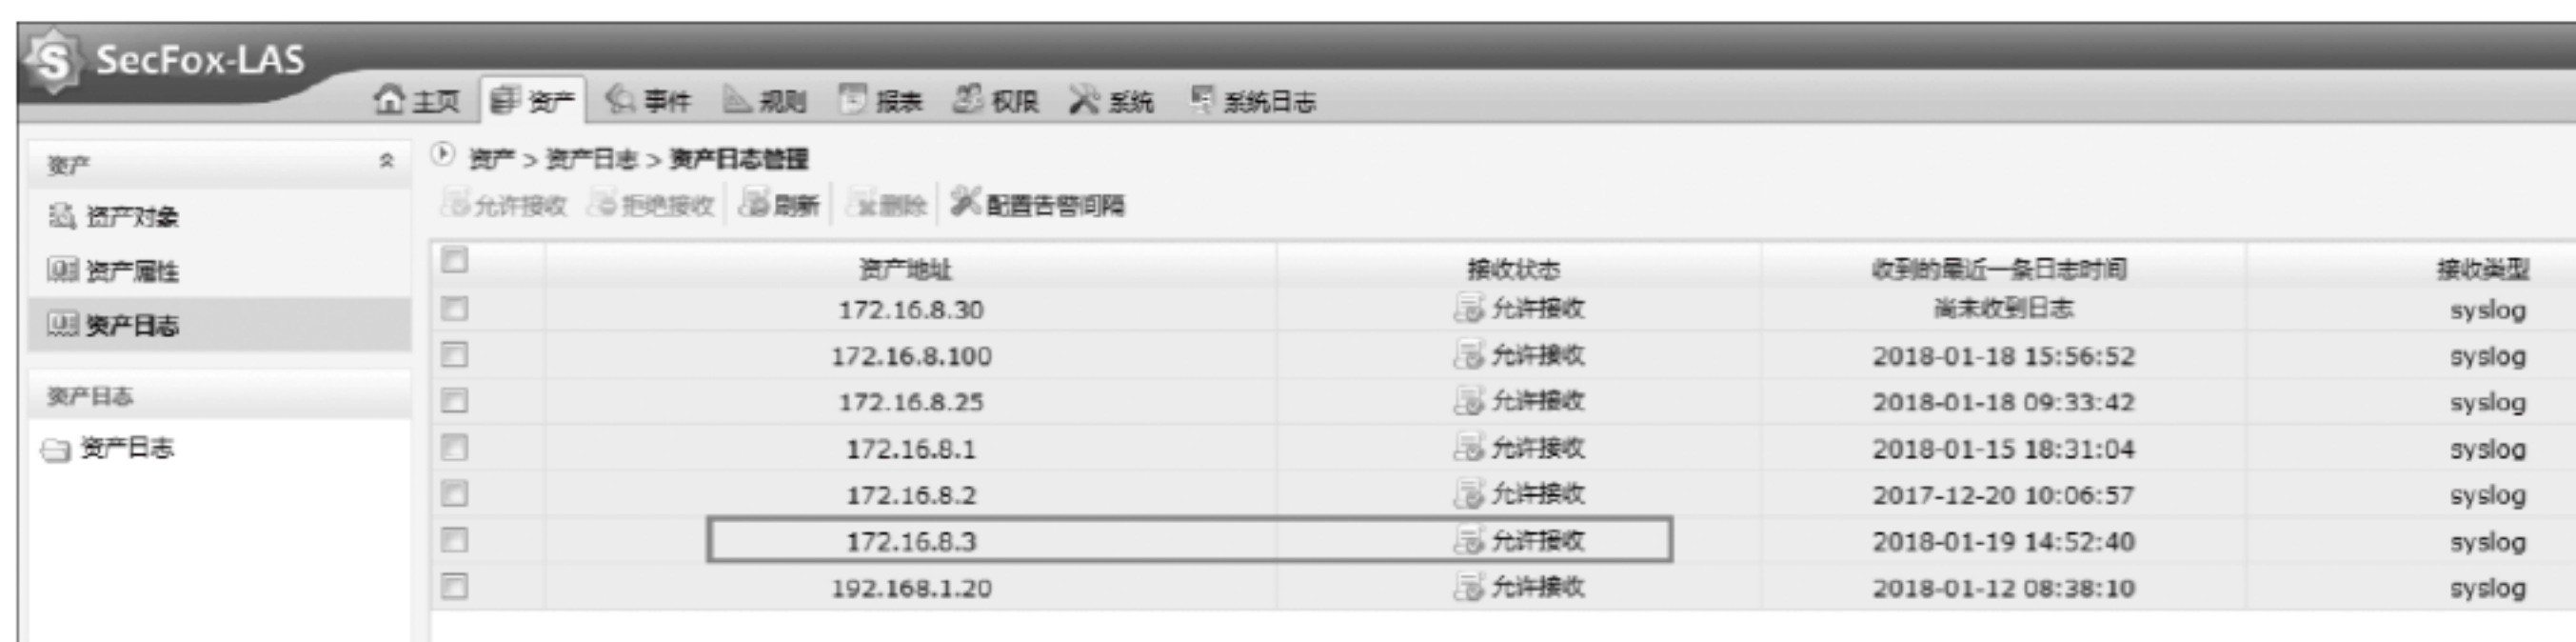 SecFox-LAS
主页 资产 事件 规则 报表 权限 系统 系统日志
资产
资产对象
资产属性
资产日志
资产日志
资产日志
资产 > 资产日志 > 资产日志管理
允许接收 拒绝接收 刷新 删除 配置告警间隔
资产地址 接收状态 收到的最近一条日志时间 接收类型
172.16.8.30 允许接收 尚未收到日志 syslog
172.16.8.100 允许接收 2018-01-18 15:56:52 syslog
172.16.8.25 允许接收 2018-01-18 09:33:42 syslog
172.16.8.1 允许接收 2018-01-15 18:31:04 syslog
172.16.8.2 允许接收 2017-12-20 10:06:57 syslog
172.16.8.3 允许接收 2018-01-19 14:52:40 syslog
192.168.1.20 允许接收 2018-01-12 08:38:10 syslog